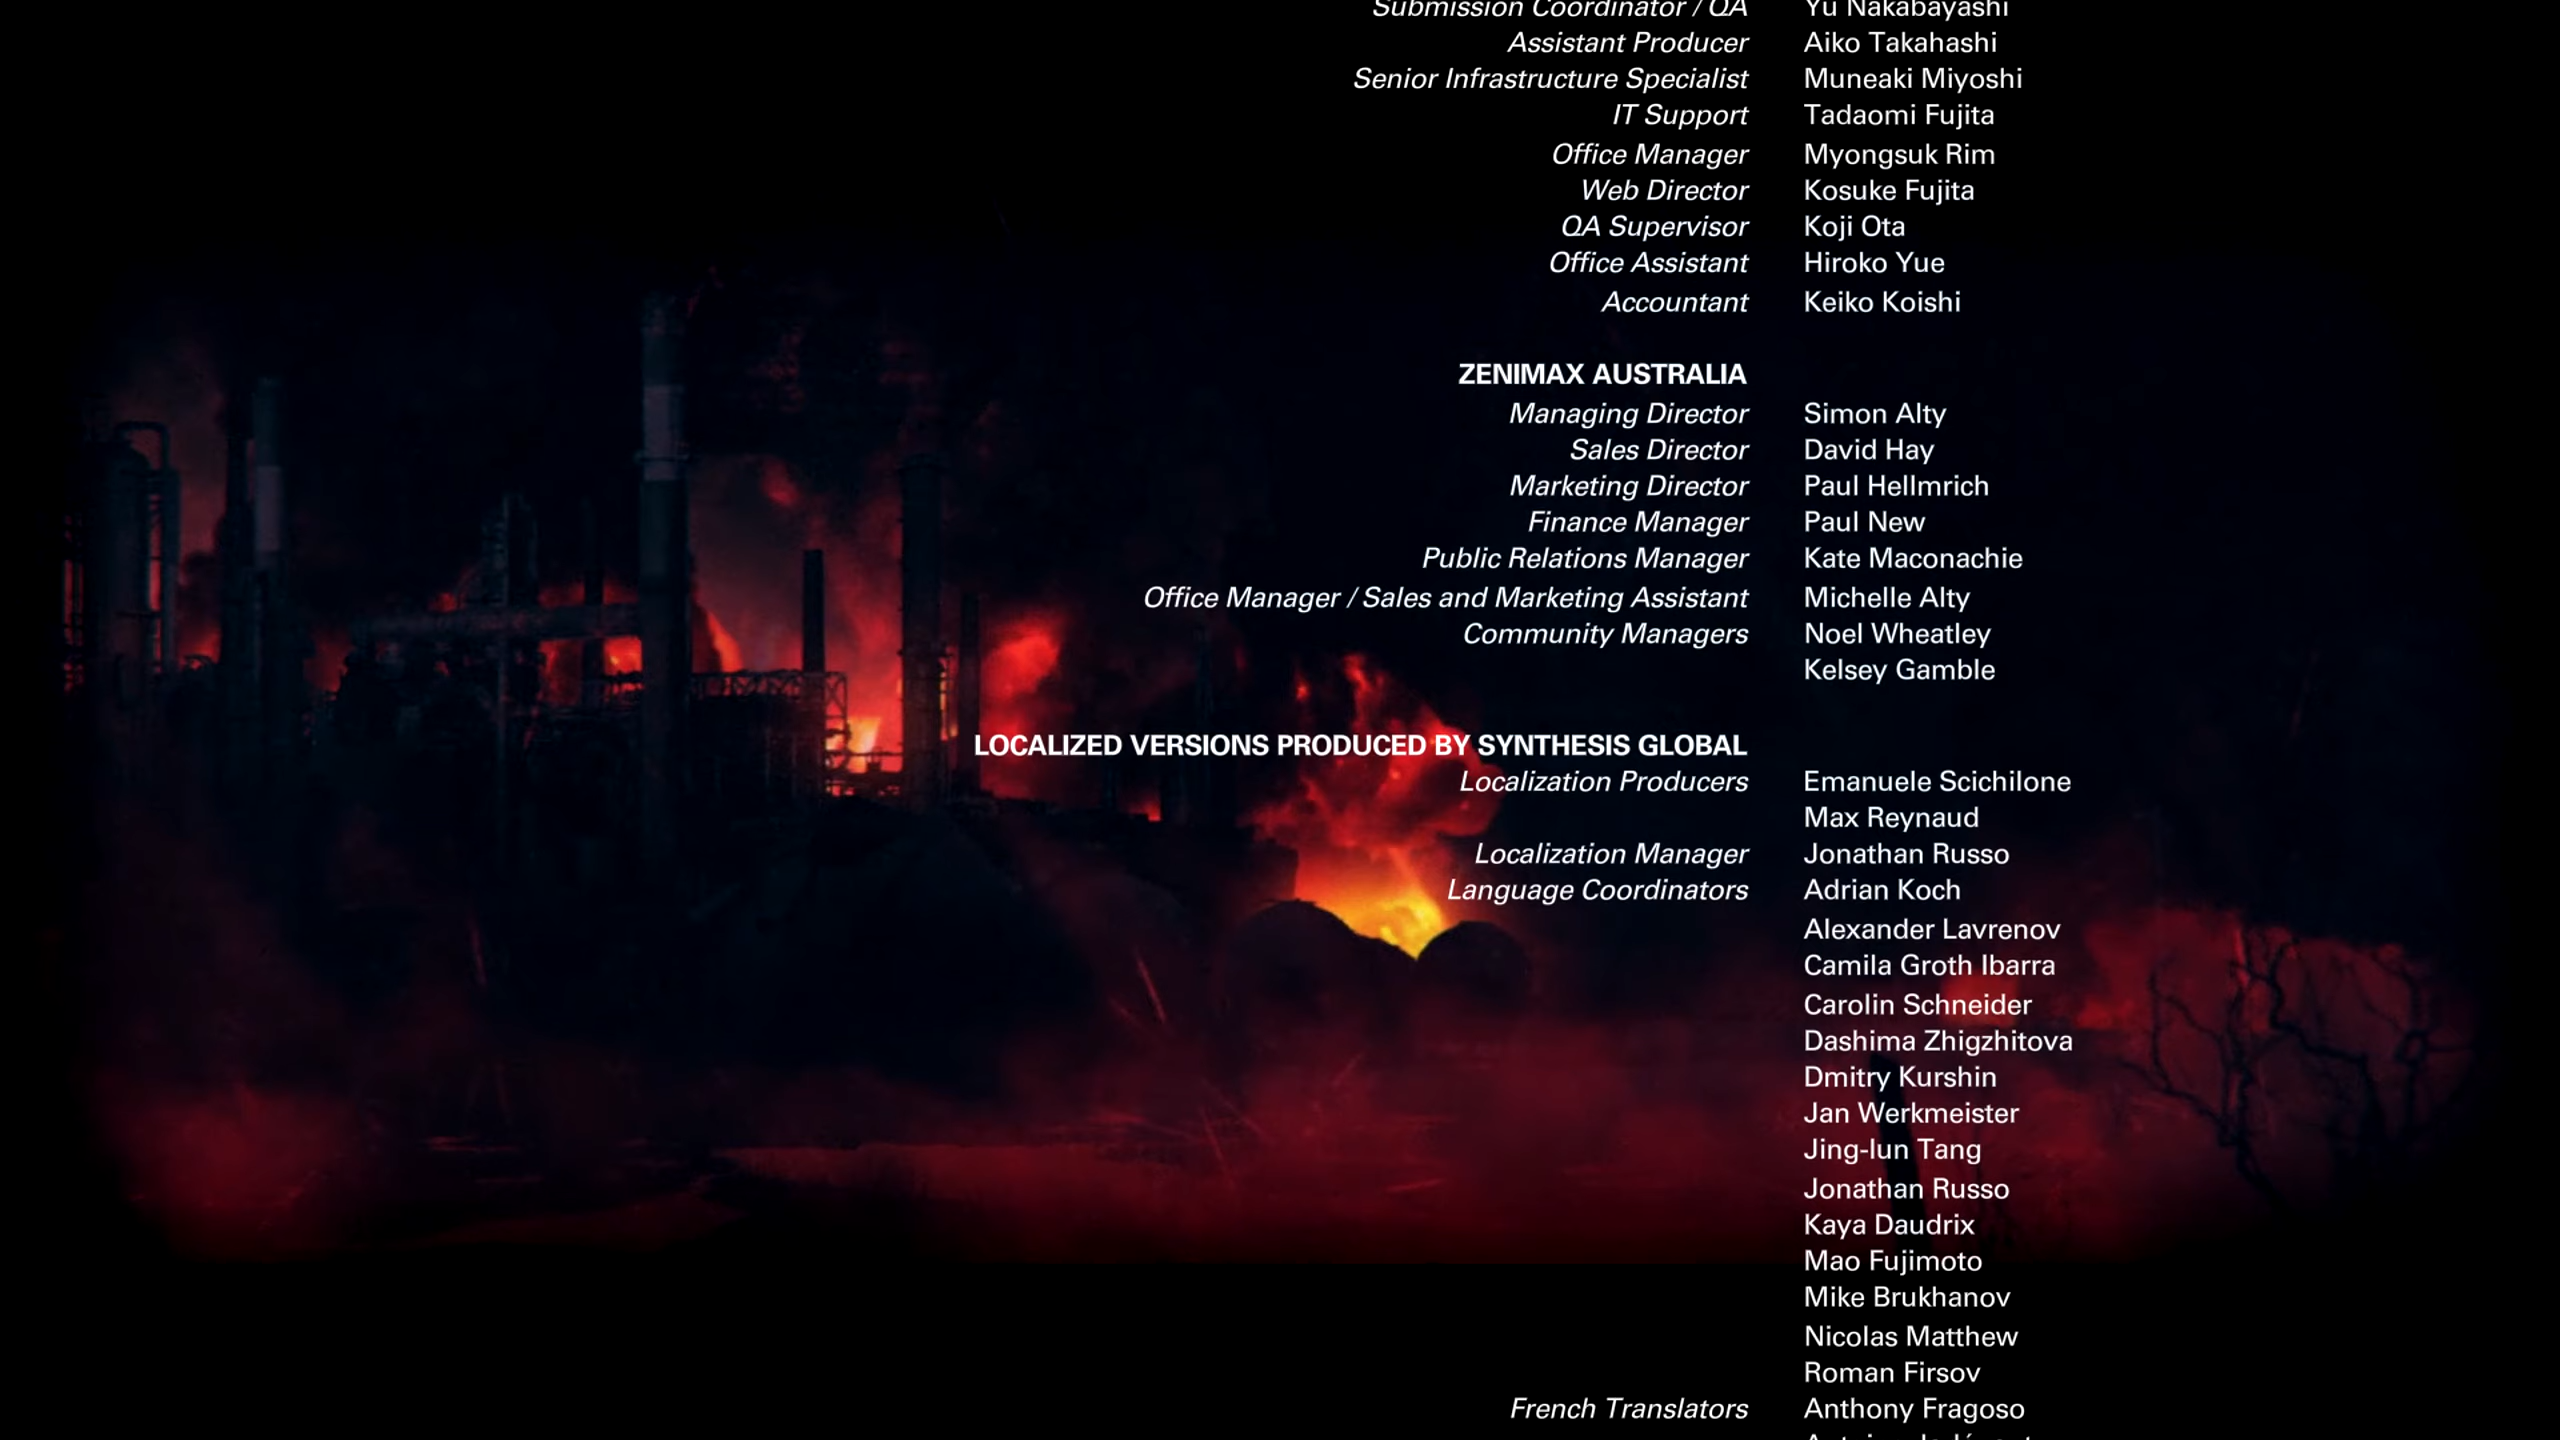 Submission Coordinator / QA Yu Nakabayashi
Assistant Producer Aiko Takahashi
Senior Infrastructure Specialist Muneaki Miyoshi
IT Support Tadaomi Fujita
Office Manager Myongsuk Rim
Web Director Kosuke Fujita
QA Supervisor Koji Ota
Office Assistant Hiroko Yue
Accountant Keiko Koishi
ZENIMAX AUSTRALIA
Managing Director Simon Alty
Sales Director David Hay
Marketing Director Paul Hellmrich
Finance Manager Paul New
Public Relations Manager Kate Maconachie
Office Manager / Sales and Marketing Assistant Michelle Alty
Community Managers Noel Wheatley
Kelsey Gamble
LOCALIZED VERSIONS PRODUCED BY SYNTHESIS GLOBAL
Localization Producers Emanuele Scichilone
Max Reynaud
Localization Manager Jonathan Russo
Language Coordinators Adrian Koch
Alexander Lavrenov
Camila Groth Ibarra
Carolin Schneider
Dashima Zhigzhitova
Dmitry Kurshin
Jan Werkmeister
Jing-lun Tang
Jonathan Russo
Kaya Daudrix
Mao Fujimoto
Mike Brukhanov
Nicolas Matthew
Roman Firsov
French Translators Anthony Fragoso